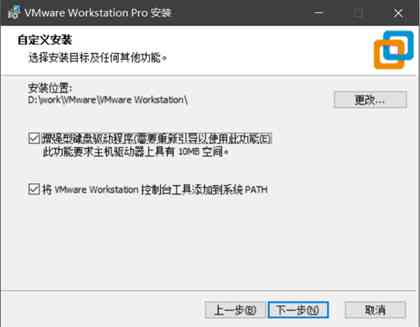 VMware Workstation Pro 安装
自定义安装
选择安装目标及任何其他功能。
安装位置:
D:\work\VMware\VMware Workstation\
更改...
增强型键盘驱动程序(需要重新引导以使用此功能(E)
此功能要求主机驱动器上具有 10MB 空间。
将 VMware Workstation 控制台工具添加到系统 PATH
上一步(B) 下一步(N) 取消